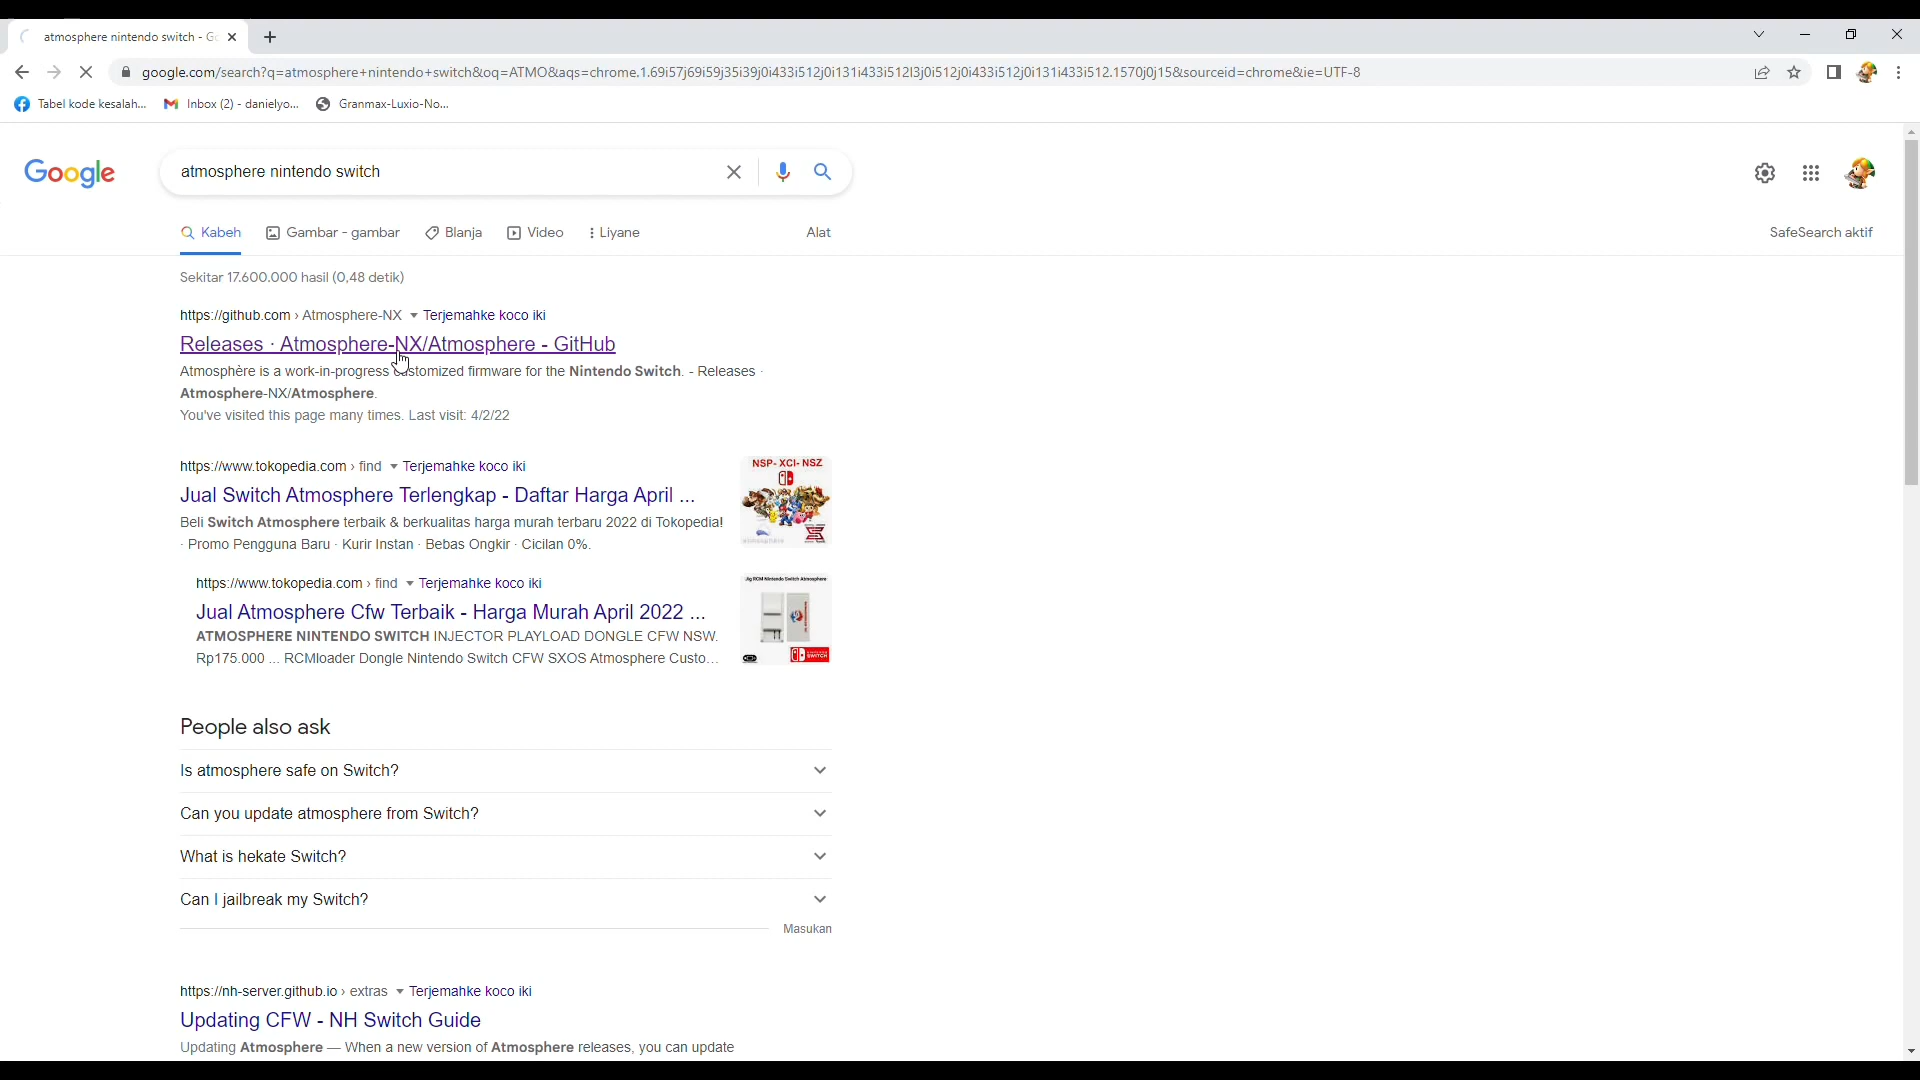 atmosphere nintendo switch - Go
google.com/search?q=atmosphere+nintendo+switch&oq=ATMO&aqs=chrome.1.69i57j69i59j35i39j0i433i512j0i131i433i512l3j0i512j0i433i512j0i131i433i512.1570j0j15&sourceid=chrome&ie=UTF-8
Tabel kode kesalah... Inbox (2) - danielyo... Granmax-Luxio-No...
Google atmosphere nintendo switch
Kabeh Gambar - gambar Blanja Video Liyane Alat SafeSearch aktif
Sekitar 17.600.000 hasil (0,48 detik)
https://github.com › Atmosphere-NX Terjemahke koco iki
Releases · Atmosphere-NX/Atmosphere - GitHub
Atmosphère is a work-in-progress customized firmware for the Nintendo Switch. - Releases ·
Atmosphere-NX/Atmosphere.
You've visited this page many times. Last visit: 4/2/22
https://www.tokopedia.com › find Terjemahke koco iki
Jual Switch Atmosphere Terlengkap - Daftar Harga April ...
Beli Switch Atmosphere terbaik & berkualitas harga murah terbaru 2022 di Tokopedia!
· Promo Pengguna Baru · Kurir Instan · Bebas Ongkir · Cicilan 0%.
NSP- XCI- NSZ
atmosphère
https://www.tokopedia.com › find Terjemahke koco iki
Jual Atmosphere Cfw Terbaik - Harga Murah April 2022 ...
ATMOSPHERE NINTENDO SWITCH INJECTOR PLAYLOAD DONGLE CFW NSW.
Rp175.000 ... RCMloader Dongle Nintendo Switch CFW SXOS Atmosphere Custo...
Jig RCM Nintendo Switch Atmosphere
SWITCH
People also ask
Is atmosphere safe on Switch?
Can you update atmosphere from Switch?
What is hekate Switch?
Can I jailbreak my Switch?
Masukan
https://nh-server.github.io › extras Terjemahke koco iki
Updating CFW - NH Switch Guide
Updating Atmosphere — When a new version of Atmosphere releases, you can update